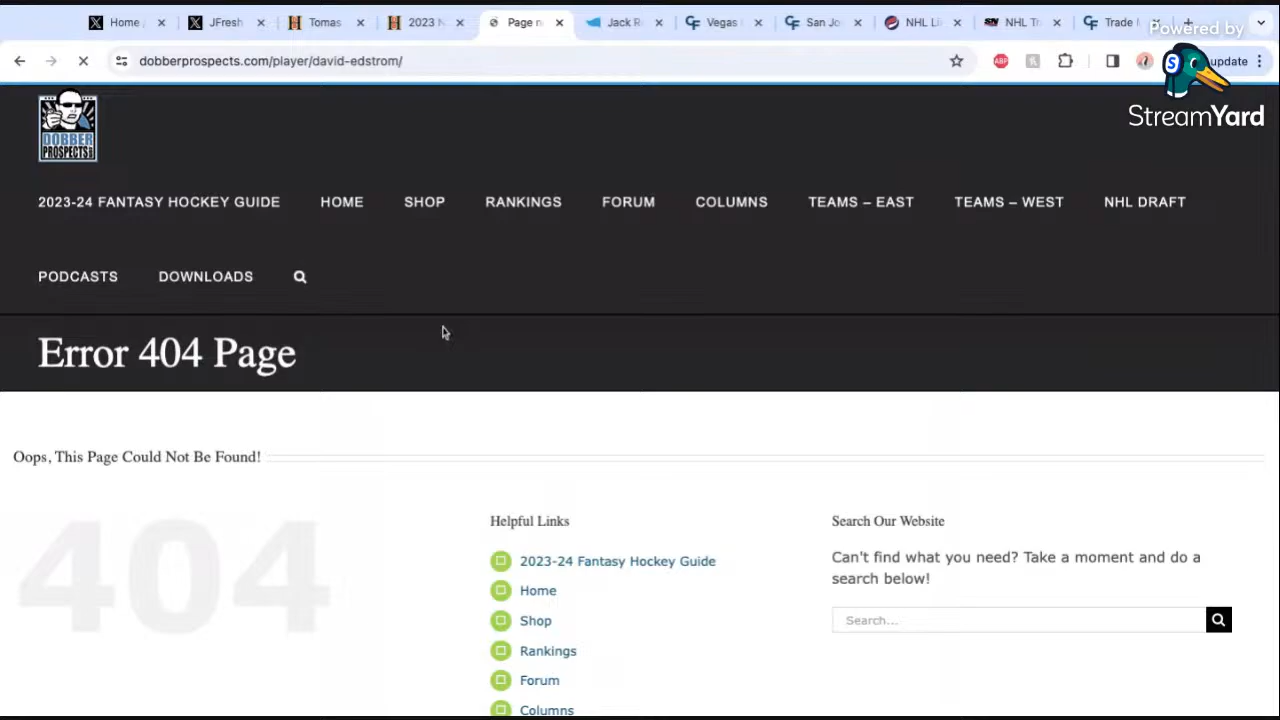 Home
JFresh
Tomas
2023 N
Page n
Jack R
Vegas
San Jo
NHL Li
NHL Tr
Trade
Powered by
dobberprospects.com/player/david-edstrom/
ABP
update
S
StreamYard
DOBBER
PROSPECTS
2023-24 FANTASY HOCKEY GUIDE
HOME
SHOP
RANKINGS
FORUM
COLUMNS
TEAMS – EAST
TEAMS – WEST
NHL DRAFT
PODCASTS
DOWNLOADS
Error 404 Page
Oops, This Page Could Not Be Found!
404
Helpful Links
2023-24 Fantasy Hockey Guide
Home
Shop
Rankings
Forum
Columns
Search Our Website
Can't find what you need? Take a moment and do a
search below!
Search...